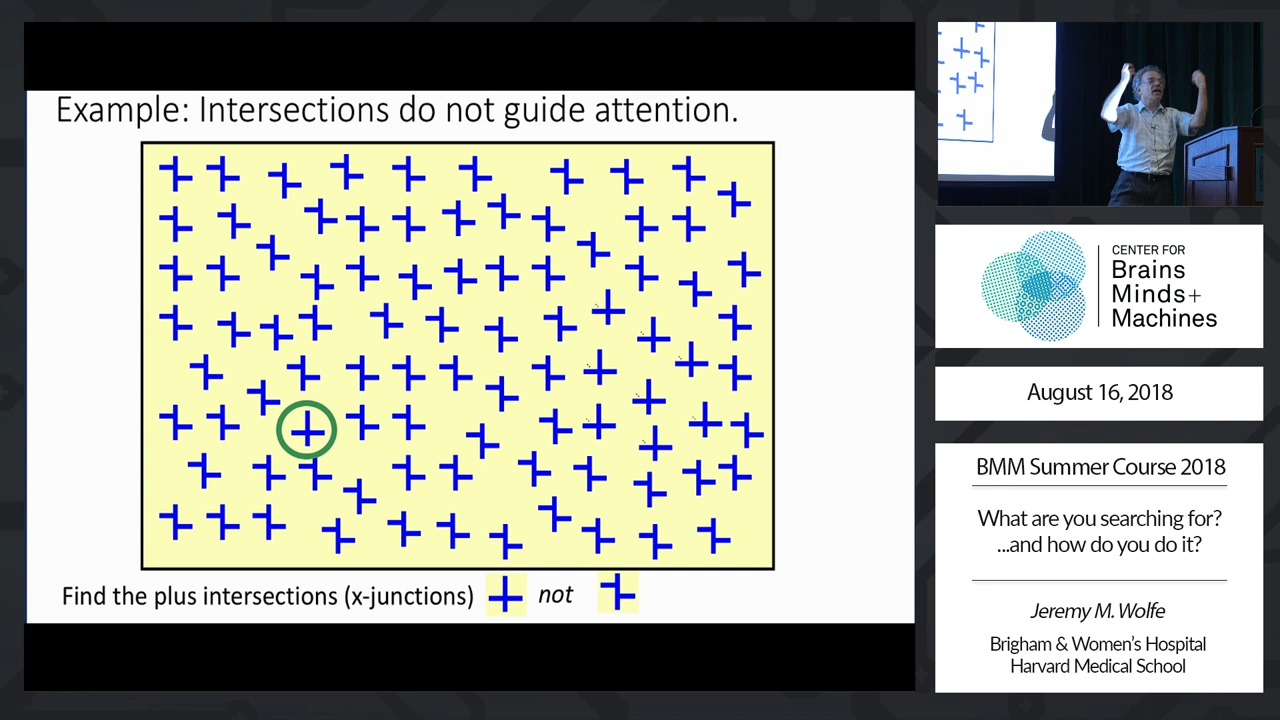 Example: Intersections do not guide attention.
Find the plus intersections (x-junctions)
not
CENTER FOR
Brains
Minds+
Machines
August 16, 2018
BMM Summer Course 2018
What are you searching for?
...and how do you do it?
Jeremy M. Wolfe
Brigham & Women's Hospital
Harvard Medical School